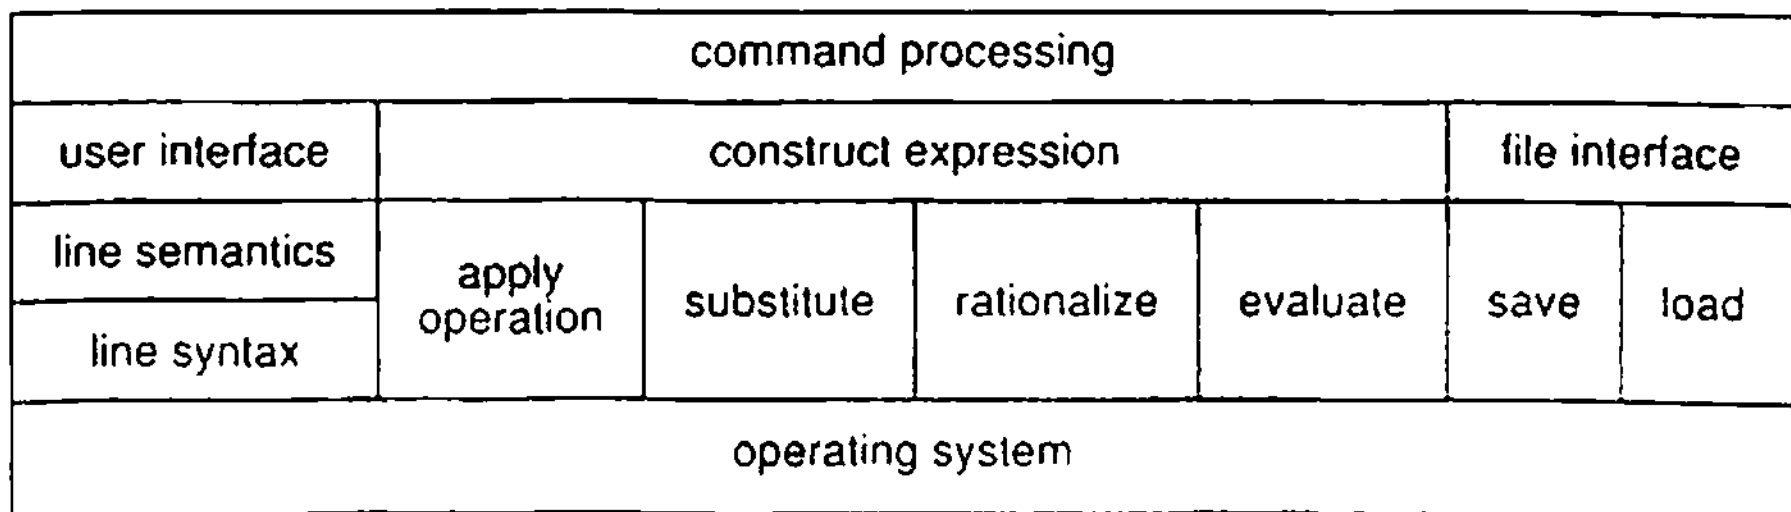 command processing
user interface
construct expression
file interface
line semantics
line syntax
apply
operation
substitute
rationalize
evaluate
save
load
operating system